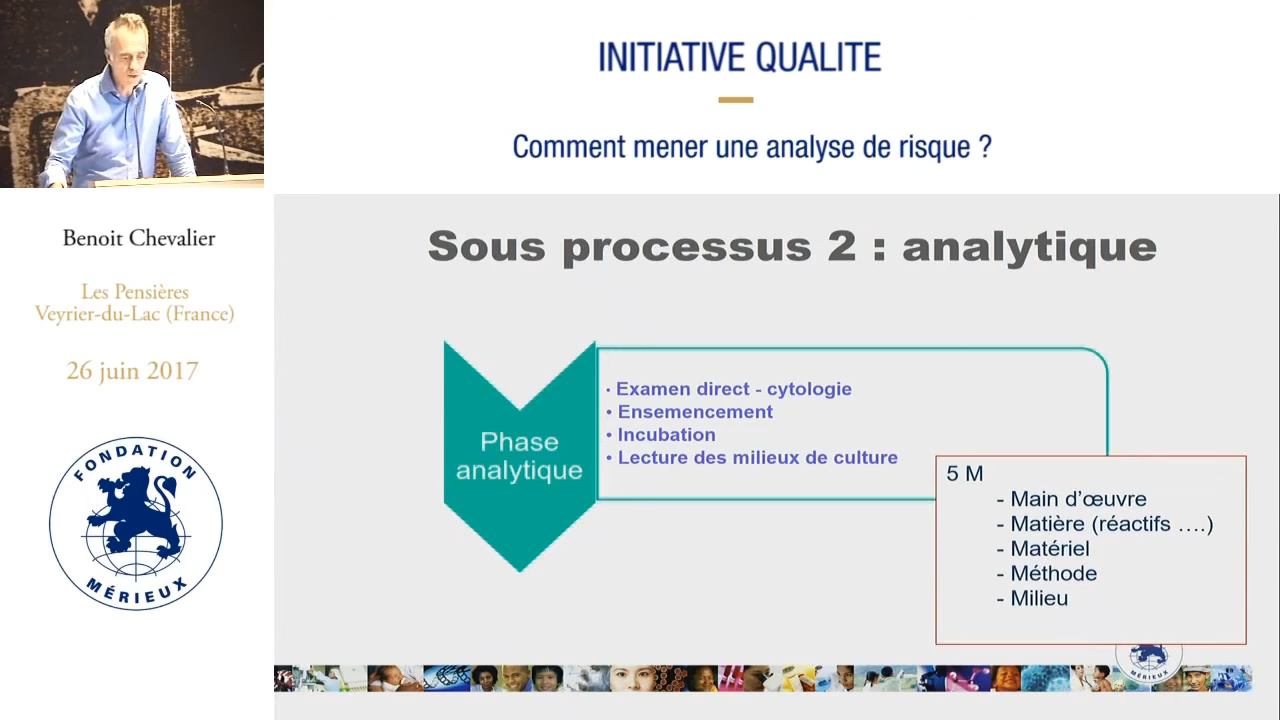 INITIATIVE QUALITE
Comment mener une analyse de risque ?
Benoit Chevalier
Les Pensières
Veyrier-du-Lac (France)
26 juin 2017
FONDATION
MÉRIEUX
Sous processus 2 : analytique
Phase
analytique
• Examen direct - cytologie
• Ensemencement
• Incubation
• Lecture des milieux de culture
5 M
- Main d’œuvre
- Matière (réactifs ….)
- Matériel
- Méthode
- Milieu
MÉRIEUX